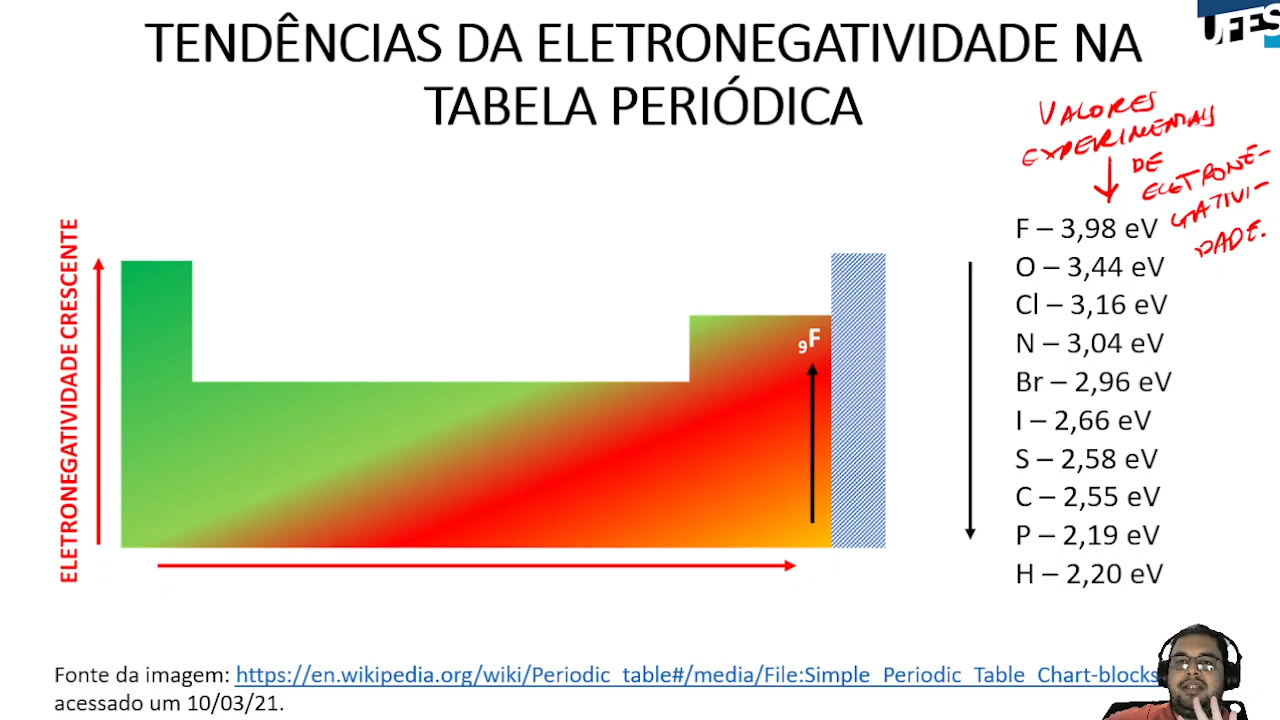 TENDÊNCIAS DA ELETRONEGATIVIDADE NA
TABELA PERIÓDICA
UFES
VALORES
EXPERIMENTAIS
DE
ELETRONE-
GATIVI-
DADE.
ELETRONEGATIVIDADE CRESCENTE
₉F
F – 3,98 eV
O – 3,44 eV
Cl – 3,16 eV
N – 3,04 eV
Br – 2,96 eV
I – 2,66 eV
S – 2,58 eV
C – 2,55 eV
P – 2,19 eV
H – 2,20 eV
Fonte da imagem: https://en.wikipedia.org/wiki/Periodic_table#/media/File:Simple_Periodic_Table_Chart-blocks
acessado um 10/03/21.